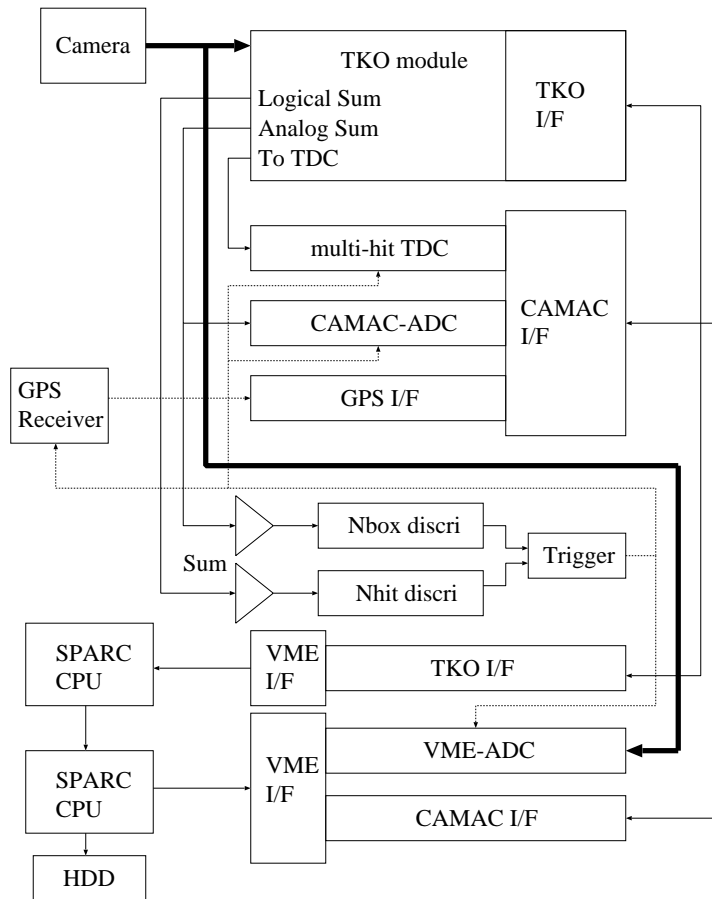 Camera
TKO module
Logical Sum
Analog Sum
To TDC
TKO
I/F
multi-hit TDC
CAMAC-ADC
GPS I/F
CAMAC
I/F
GPS
Receiver
Nbox discri
Sum
Nhit discri
Trigger
SPARC
CPU
VME
I/F
TKO I/F
SPARC
CPU
VME
I/F
VME-ADC
CAMAC I/F
HDD